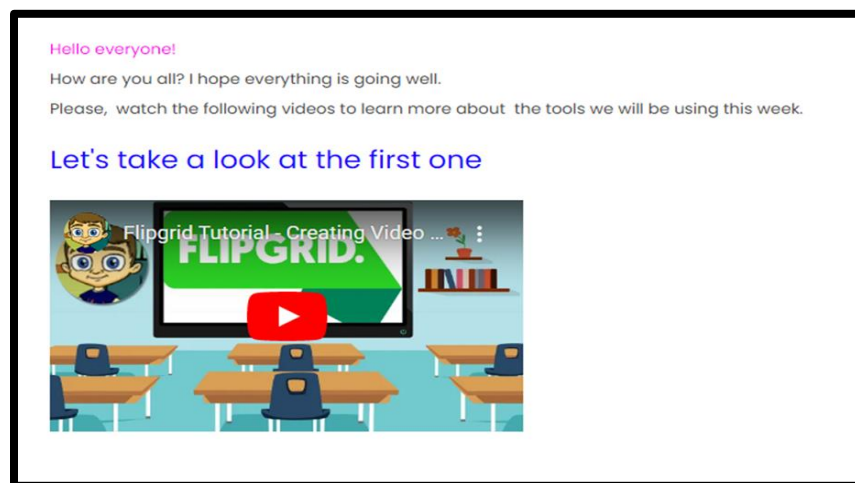 Hello everyone!
How are you all? I hope everything is going well.
Please, watch the following videos to learn more about the tools we will be using this week.
Let's take a look at the first one
Flipgrid Tutorial - Creating Video ...
FLIPGRID.